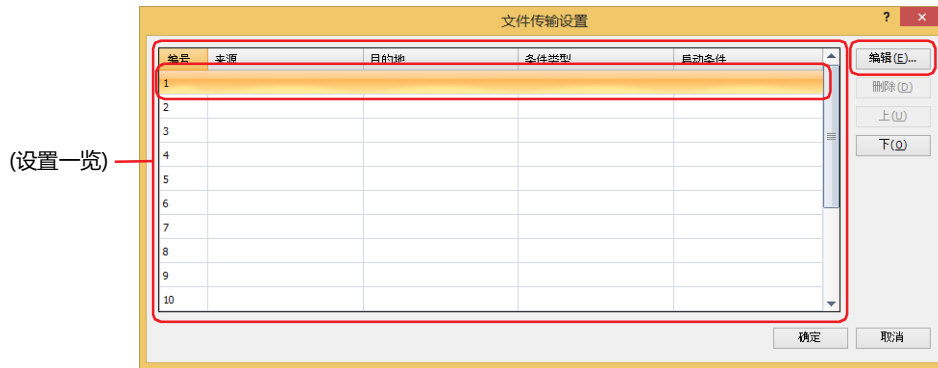 文件传输设置
? ×
编号 来源 目的地 条件类型 启动条件
编辑(E)...
1
删除(D)
2
上(U)
3
下(O)
4
(设置一览)
5
6
7
8
9
10
确定 取消